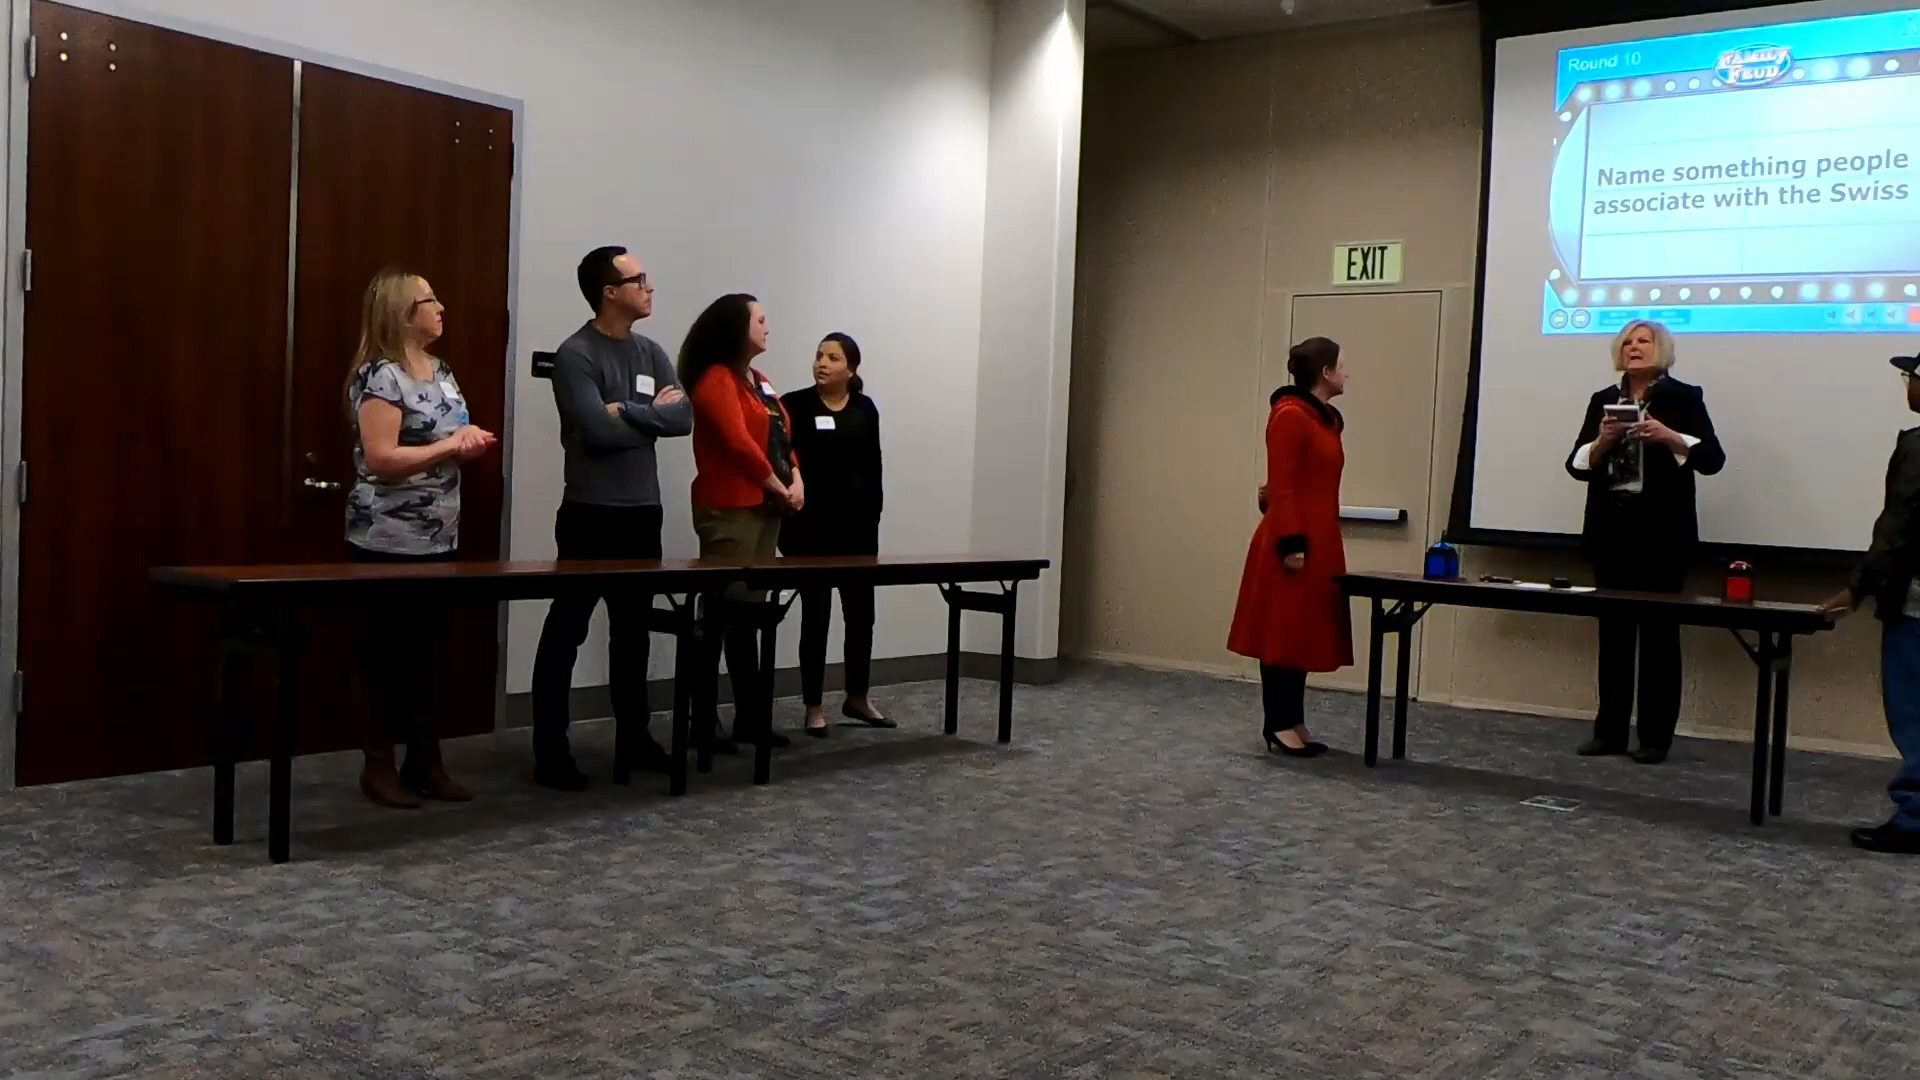 Round 10
FAMILY
FEUD
Name something people
associate with the Swiss
EXIT